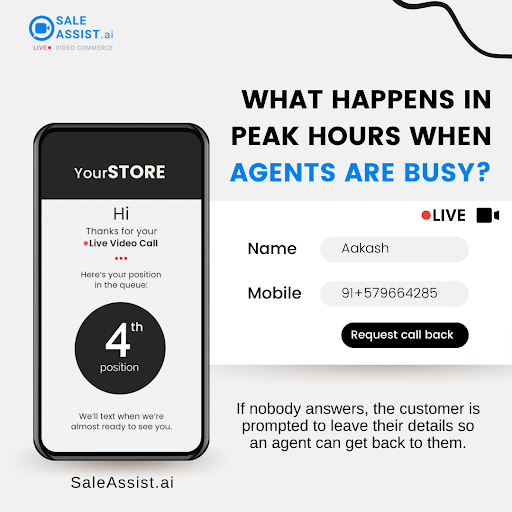 SALE
ASSIST.ai
LIVE VIDEO COMMERCE
WHAT HAPPENS IN
PEAK HOURS WHEN
AGENTS ARE BUSY?
YourSTORE
Hi
Thanks for your
Live Video Call
Here's your position
in the queue:
4th
position
We'll text when we're
almost ready to see you.
LIVE
Name
Aakash
Mobile
91+579664285
Request call back
If nobody answers, the customer is
prompted to leave their details so
an agent can get back to them.
SaleAssist.ai